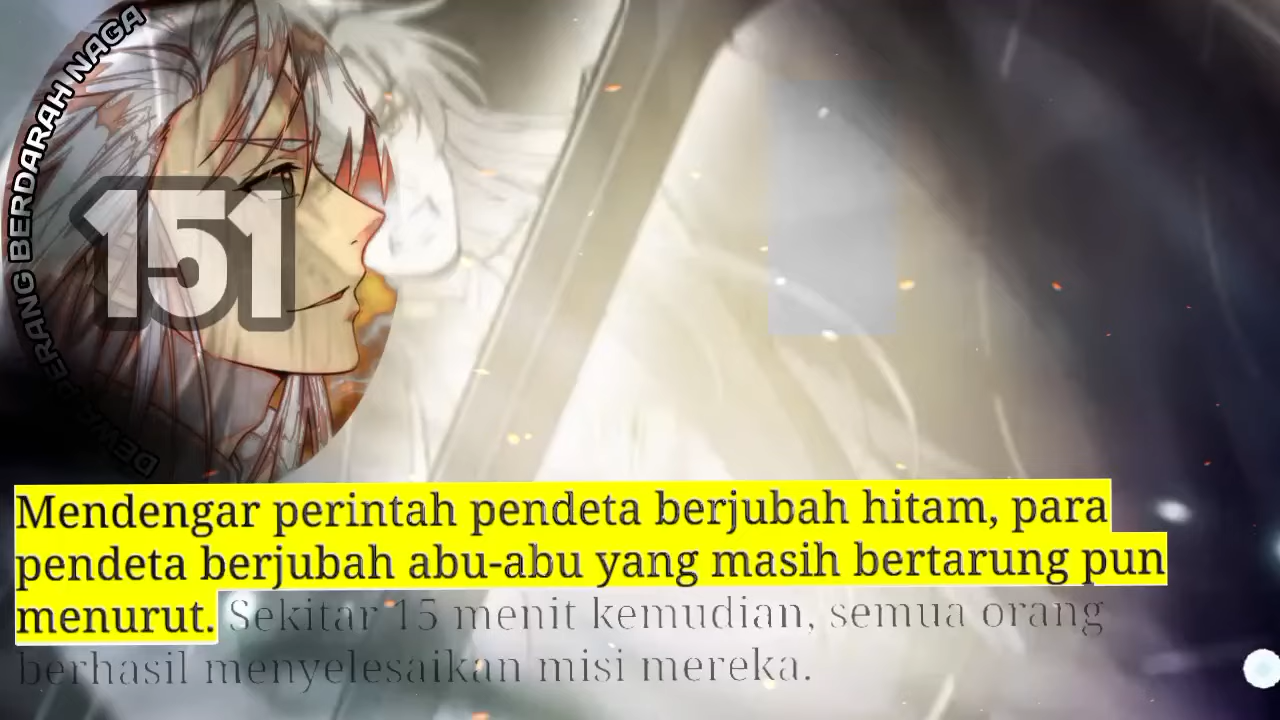 DEWA PERANG BERDARAH NAGA
151
Mendengar perintah pendeta berjubah hitam, para
pendeta berjubah abu-abu yang masih bertarung pun
menurut. Sekitar 15 menit kemudian, semua orang
berhasil menyelesaikan misi mereka.